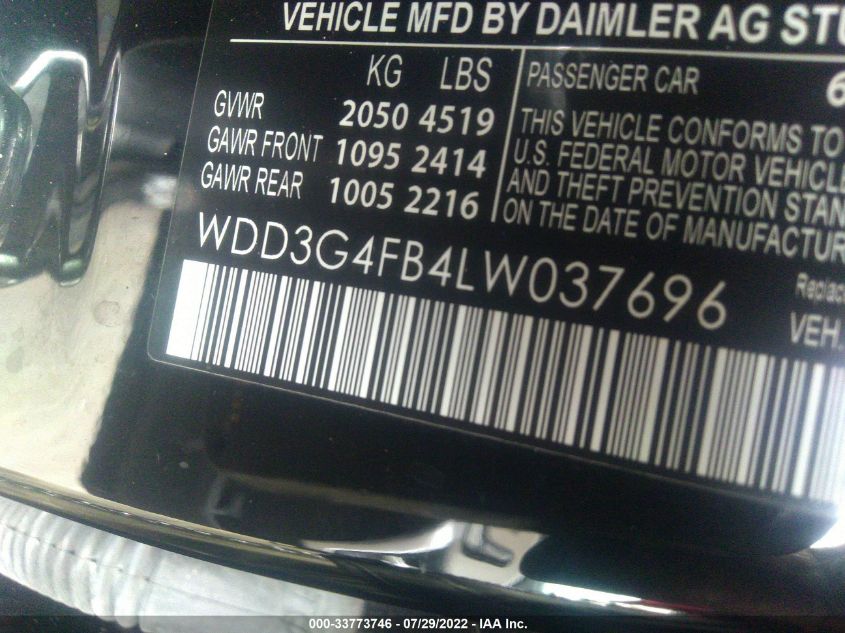 VEHICLE MFD BY DAIMLER AG
KG LBS
GVWR 2050 4519
GAWR FRONT 1095 2414
GAWR REAR 1005 2216
PASSENGER CAR
THIS VEHICLE CONFORMS TO
U.S. FEDERAL MOTOR VEHICLE
AND THEFT PREVENTION STAN
ON THE DATE OF MANUFACTUR
WDD3G4FB4LW037696
VEH.
000-33773746 / 07/29/2022 - IAA Inc.